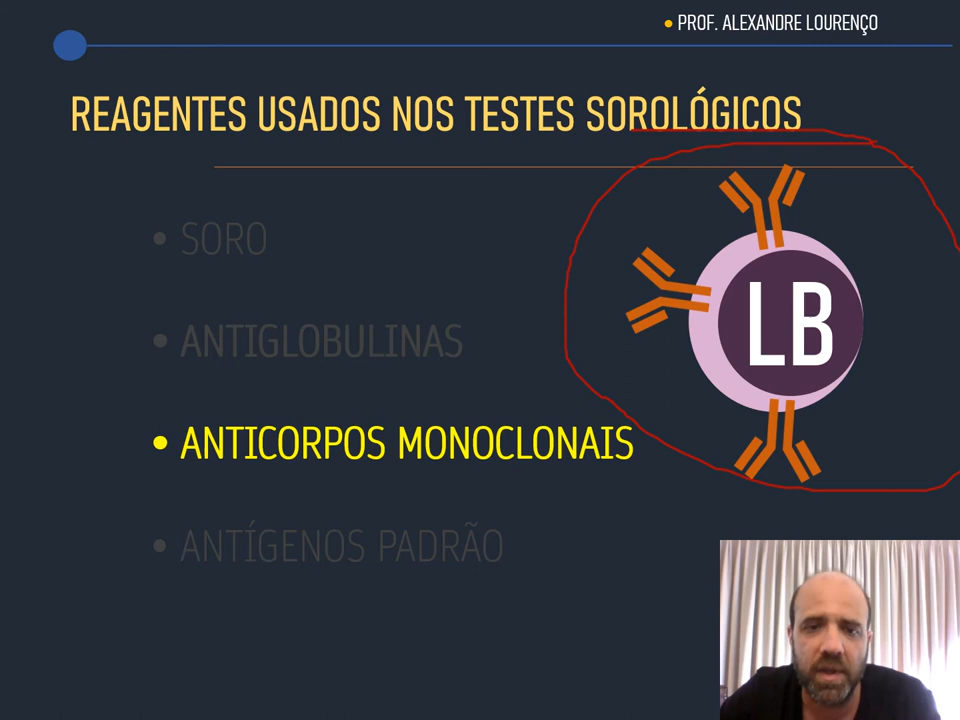 • PROF. ALEXANDRE LOURENÇO
REAGENTES USADOS NOS TESTES SOROLÓGICOS
• SORO
• ANTIGLOBULINAS
• ANTICORPOS MONOCLONAIS
• ANTÍGENOS PADRÃO
LB